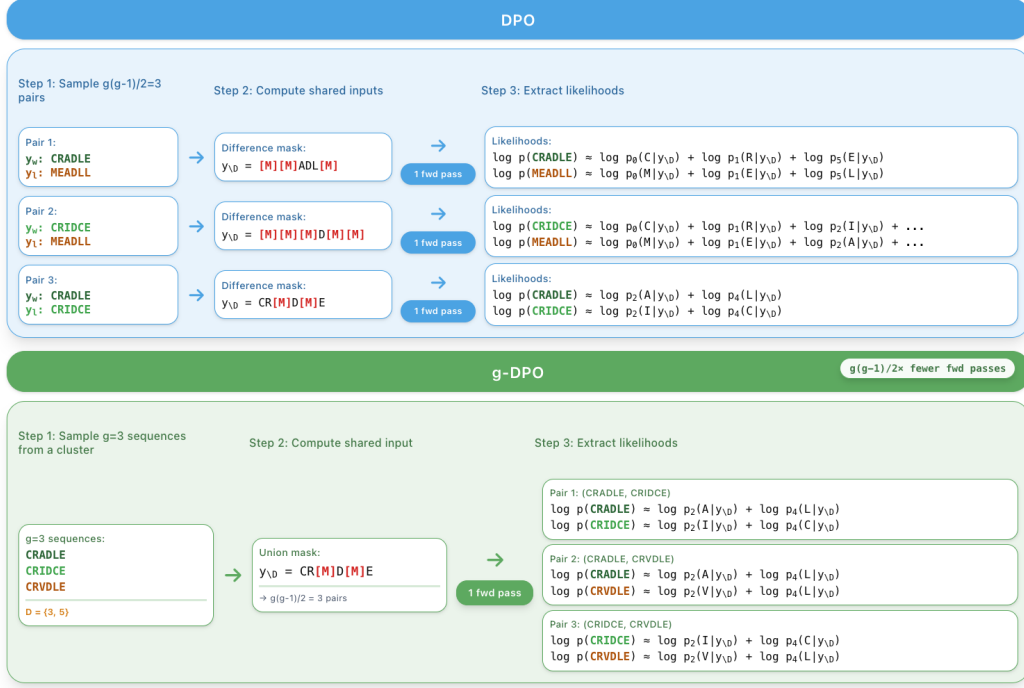 DPO
Step 1: Sample g(g-1)/2=3
pairs
Step 2: Compute shared inputs
Step 3: Extract likelihoods
Pair 1:
y_w: CRADLE
y_l: MEADLL
→
Difference mask:
y_\D = [M][M]ADL[M]
→
1 fwd pass
Likelihoods:
log p(CRADLE) ≈ log p₀(C|y_\D) + log p₁(R|y_\D) + log p₅(E|y_\D)
log p(MEADLL) ≈ log p₀(M|y_\D) + log p₁(E|y_\D) + log p₅(L|y_\D)
Pair 2:
y_w: CRIDCE
y_l: MEADLL
→
Difference mask:
y_\D = [M][M][M]D[M][M]
→
1 fwd pass
Likelihoods:
log p(CRIDCE) ≈ log p₀(C|y_\D) + log p₁(R|y_\D) + log p₂(I|y_\D) + ...
log p(MEADLL) ≈ log p₀(M|y_\D) + log p₁(E|y_\D) + log p₂(A|y_\D) + ...
Pair 3:
y_w: CRADLE
y_l: CRIDCE
→
Difference mask:
y_\D = CR[M]D[M]E
→
1 fwd pass
Likelihoods:
log p(CRADLE) ≈ log p₂(A|y_\D) + log p₄(L|y_\D)
log p(CRIDCE) ≈ log p₂(I|y_\D) + log p₄(C|y_\D)
g-DPO
g(g-1)/2× fewer fwd passes
Step 1: Sample g=3 sequences
from a cluster
Step 2: Compute shared input
Step 3: Extract likelihoods
g=3 sequences:
CRADLE
CRIDCE
CRVDLE
D = {3, 5}
→
Union mask:
y_\D = CR[M]D[M]E
→ g(g-1)/2 = 3 pairs
→
1 fwd pass
Pair 1: (CRADLE, CRIDCE)
log p(CRADLE) ≈ log p₂(A|y_\D) + log p₄(L|y_\D)
log p(CRIDCE) ≈ log p₂(I|y_\D) + log p₄(C|y_\D)
Pair 2: (CRADLE, CRVDLE)
log p(CRADLE) ≈ log p₂(A|y_\D) + log p₄(L|y_\D)
log p(CRVDLE) ≈ log p₂(V|y_\D) + log p₄(L|y_\D)
Pair 3: (CRIDCE, CRVDLE)
log p(CRIDCE) ≈ log p₂(I|y_\D) + log p₄(C|y_\D)
log p(CRVDLE) ≈ log p₂(V|y_\D) + log p₄(L|y_\D)